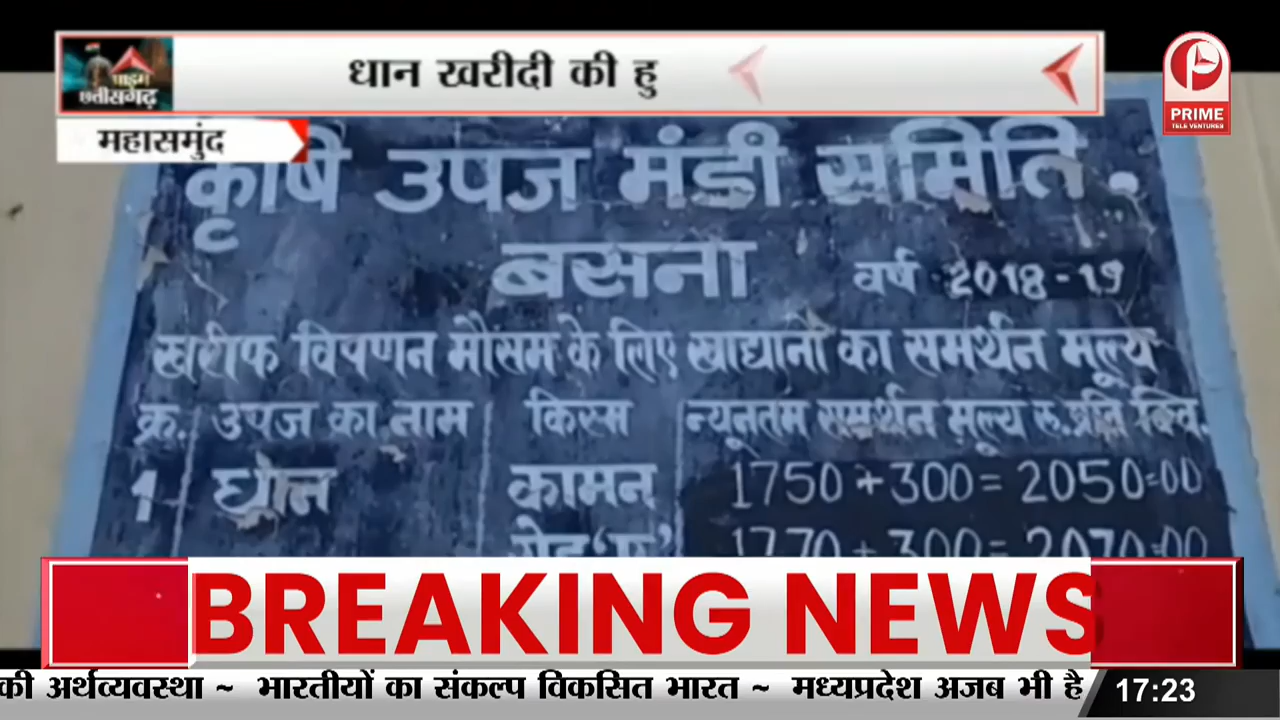 धान खरीदी की हु
प्राइम
छत्तीसगढ़
PRIME
TELE VENTURES
महासमुंद
कृषि उपज मंडी समिति.
बसना
वर्ष 2018-19
खरीफ विपणन मौसम के लिए खाद्यानों का समर्थन मूल्य
क्र. उपज का नाम किस्म न्यूनतम समर्थन मूल्य रु. प्रति क्विं.
1 धान कामन 1750+300=2050=00
ग्रेड 'ए' 1770+300=2070=00
BREAKING NEWS
की अर्थव्यवस्था ~ भारतीयों का संकल्प विकसित भारत ~ मध्यप्रदेश अजब भी है
17:23